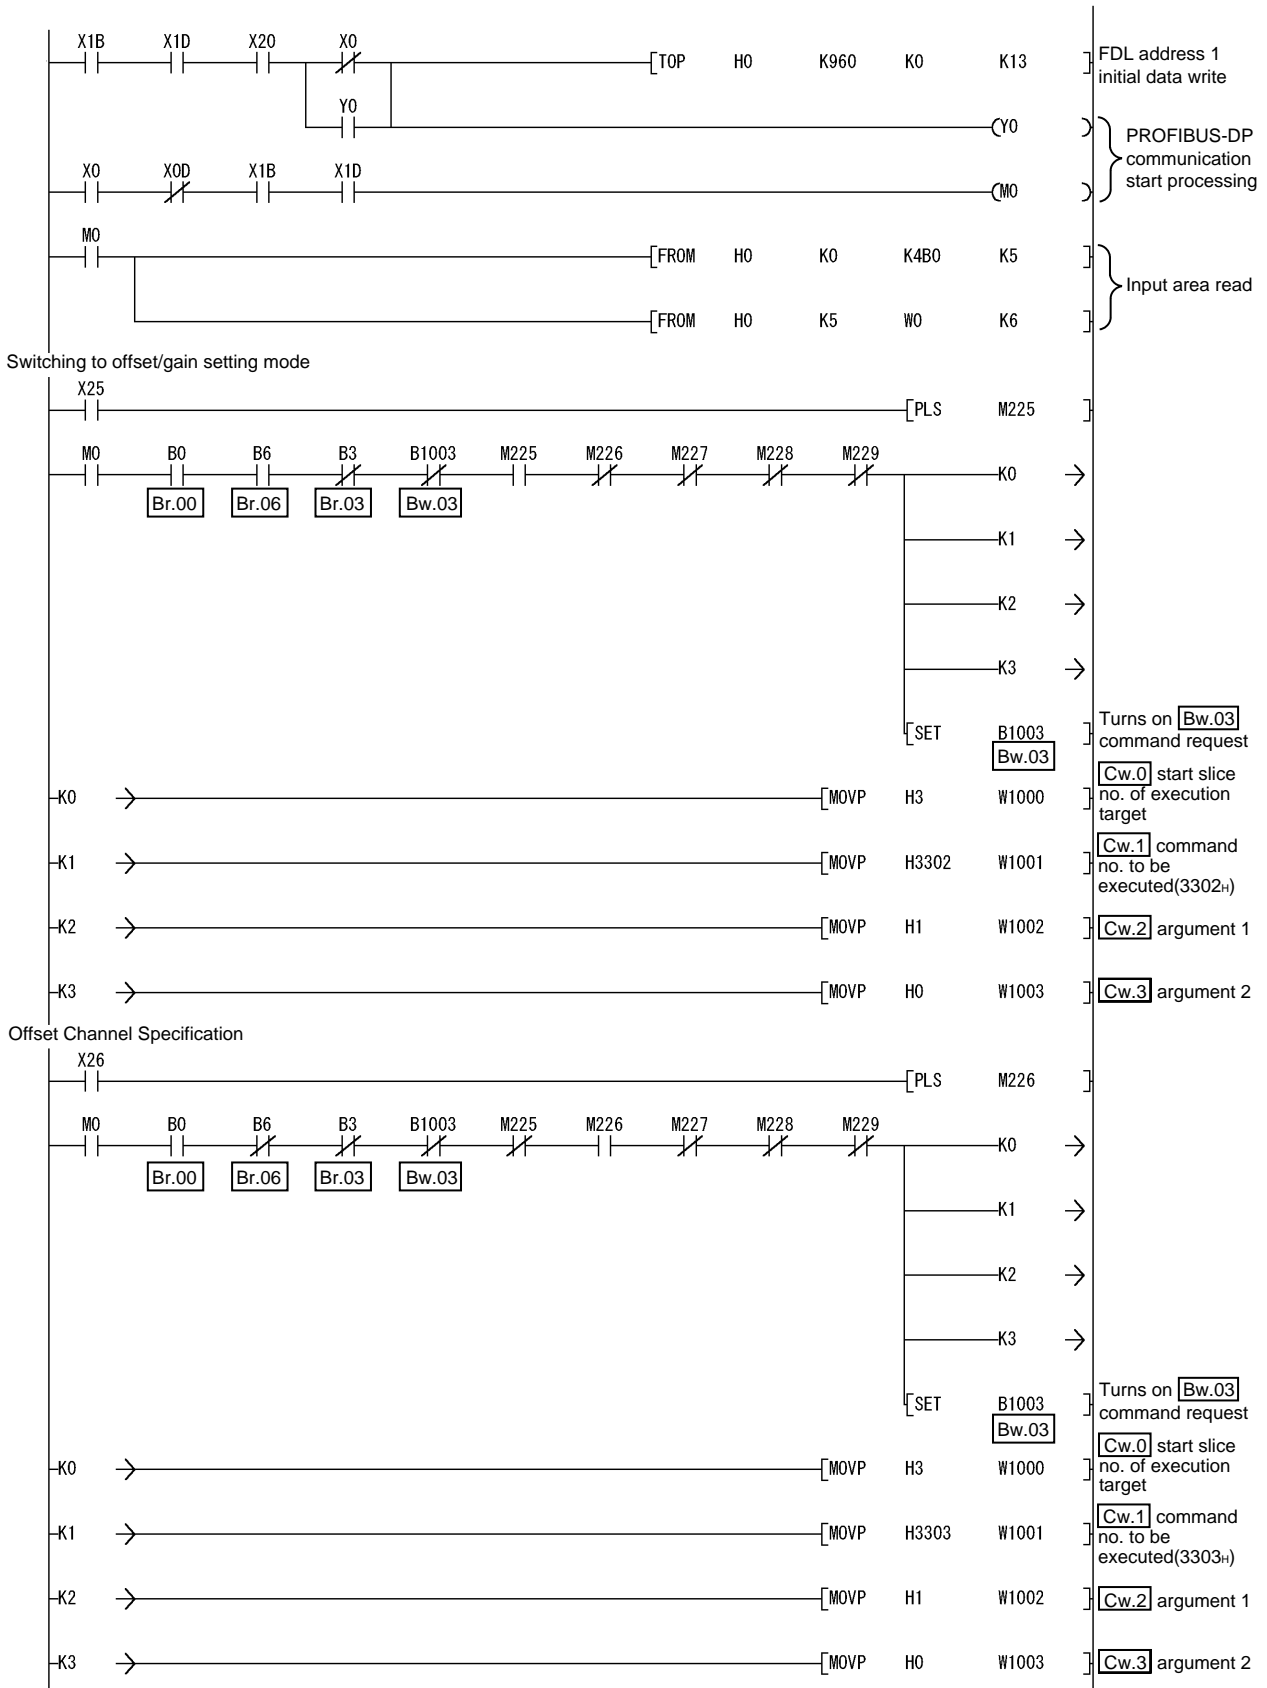 X1B X1D X20 X0
[TOP H0 K960 K0 K13 ]
FDL address 1
initial data write
Y0
(Y0 )
PROFIBUS-DP
communication
start processing
X0 X0D X1B X1D
(M0 )
M0
[FROM H0 K0 K4B0 K5 ]
Input area read
[FROM H0 K5 W0 K6 ]
Switching to offset/gain setting mode
X25
[PLS M225 ]
M0 B0 B6 B3 B1003 M225 M226 M227 M228 M229
K0
Br.00 Br.06 Br.03 Bw.03
K1
K2
K3
[SET B1003 ]
Bw.03
Turns on Bw.03
command request
K0
[MOVP H3 W1000 ]
Cw.0 start slice
no. of execution
target
K1
[MOVP H3302 W1001 ]
Cw.1 command
no. to be
executed(3302H)
K2
[MOVP H1 W1002 ]
Cw.2 argument 1
K3
[MOVP H0 W1003 ]
Cw.3 argument 2
Offset Channel Specification
X26
[PLS M226 ]
M0 B0 B6 B3 B1003 M225 M226 M227 M228 M229
K0
Br.00 Br.06 Br.03 Bw.03
K1
K2
K3
[SET B1003 ]
Bw.03
Turns on Bw.03
command request
K0
[MOVP H3 W1000 ]
Cw.0 start slice
no. of execution
target
K1
[MOVP H3303 W1001 ]
Cw.1 command
no. to be
executed(3303H)
K2
[MOVP H1 W1002 ]
Cw.2 argument 1
K3
[MOVP H0 W1003 ]
Cw.3 argument 2